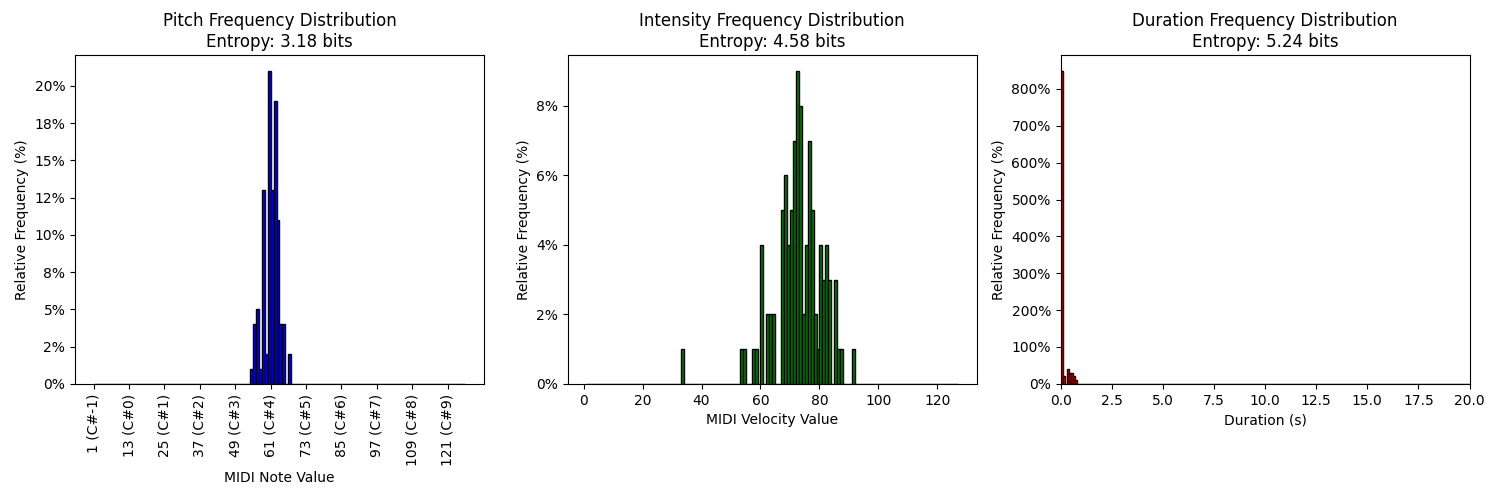 Pitch Frequency Distribution
Entropy: 3.18 bits
20%
18%
15%
12%
10%
8%
5%
2%
0%
Relative Frequency (%)
1 (C#-1)
13 (C#0)
25 (C#1)
37 (C#2)
49 (C#3)
61 (C#4)
73 (C#5)
85 (C#6)
97 (C#7)
109 (C#8)
121 (C#9)
MIDI Note Value
Intensity Frequency Distribution
Entropy: 4.58 bits
8%
6%
4%
2%
0%
Relative Frequency (%)
0 20 40 60 80 100 120
MIDI Velocity Value
Duration Frequency Distribution
Entropy: 5.24 bits
800%
700%
600%
500%
400%
300%
200%
100%
0%
Relative Frequency (%)
0.0 2.5 5.0 7.5 10.0 12.5 15.0 17.5 20.0
Duration (s)